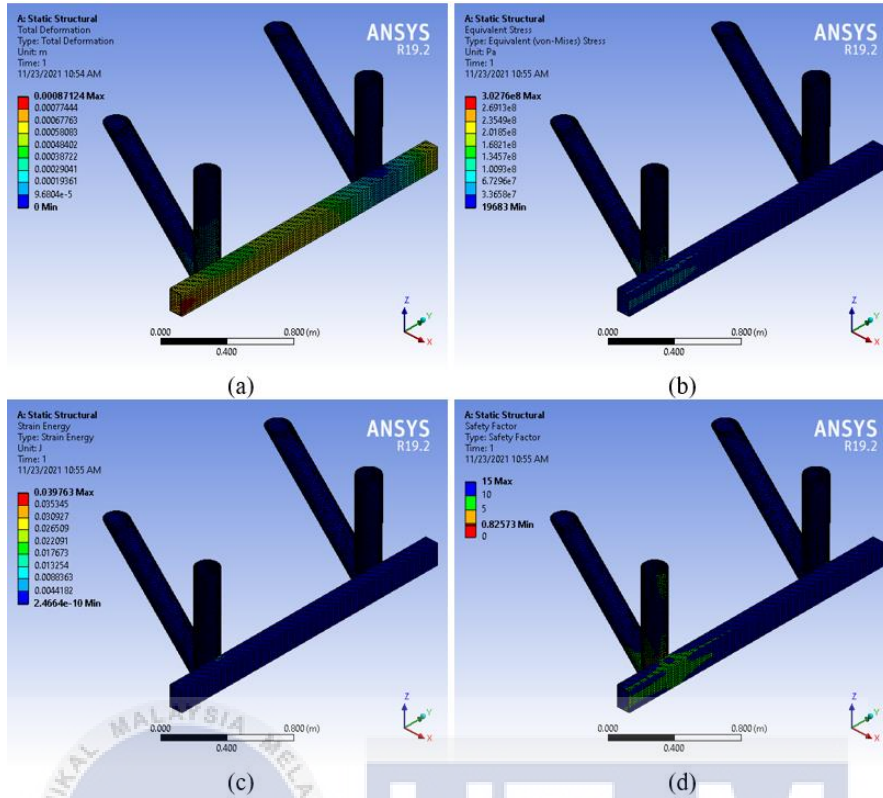 A: Static Structural
Total Deformation
Type: Total Deformation
Unit: m
Time: 1
11/23/2021 10:54 AM
0.00087124 Max
0.00077444
0.00067763
0.00058083
0.00048402
0.00038722
0.00029041
0.00019361
9.6804e-5
0 Min
ANSYS
R19.2
0.000
0.800 (m)
0.400
Z
Y
X
(a)
A: Static Structural
Equivalent Stress
Type: Equivalent (von-Mises) Stress
Unit: Pa
Time: 1
11/23/2021 10:55 AM
3.0276e8 Max
2.6913e8
2.3549e8
2.0185e8
1.6821e8
1.3457e8
1.0093e8
6.7296e7
3.3658e7
19683 Min
ANSYS
R19.2
0.000
0.800 (m)
0.400
Z
Y
X
(b)
A: Static Structural
Strain Energy
Type: Strain Energy
Unit: J
Time: 1
11/23/2021 10:55 AM
0.039763 Max
0.035345
0.030927
0.026509
0.022091
0.017673
0.013254
0.0088363
0.0044182
2.4664e-10 Min
ANSYS
R19.2
0.000
0.800 (m)
0.400
Z
Y
X
(c)
A: Static Structural
Safety Factor
Type: Safety Factor
Unit: 
Time: 1
11/23/2021 10:55 AM
15 Max
10
5
0.82573 Min
0
ANSYS
R19.2
0.000
0.800 (m)
0.400
Z
Y
X
(d)
MALAYSIA